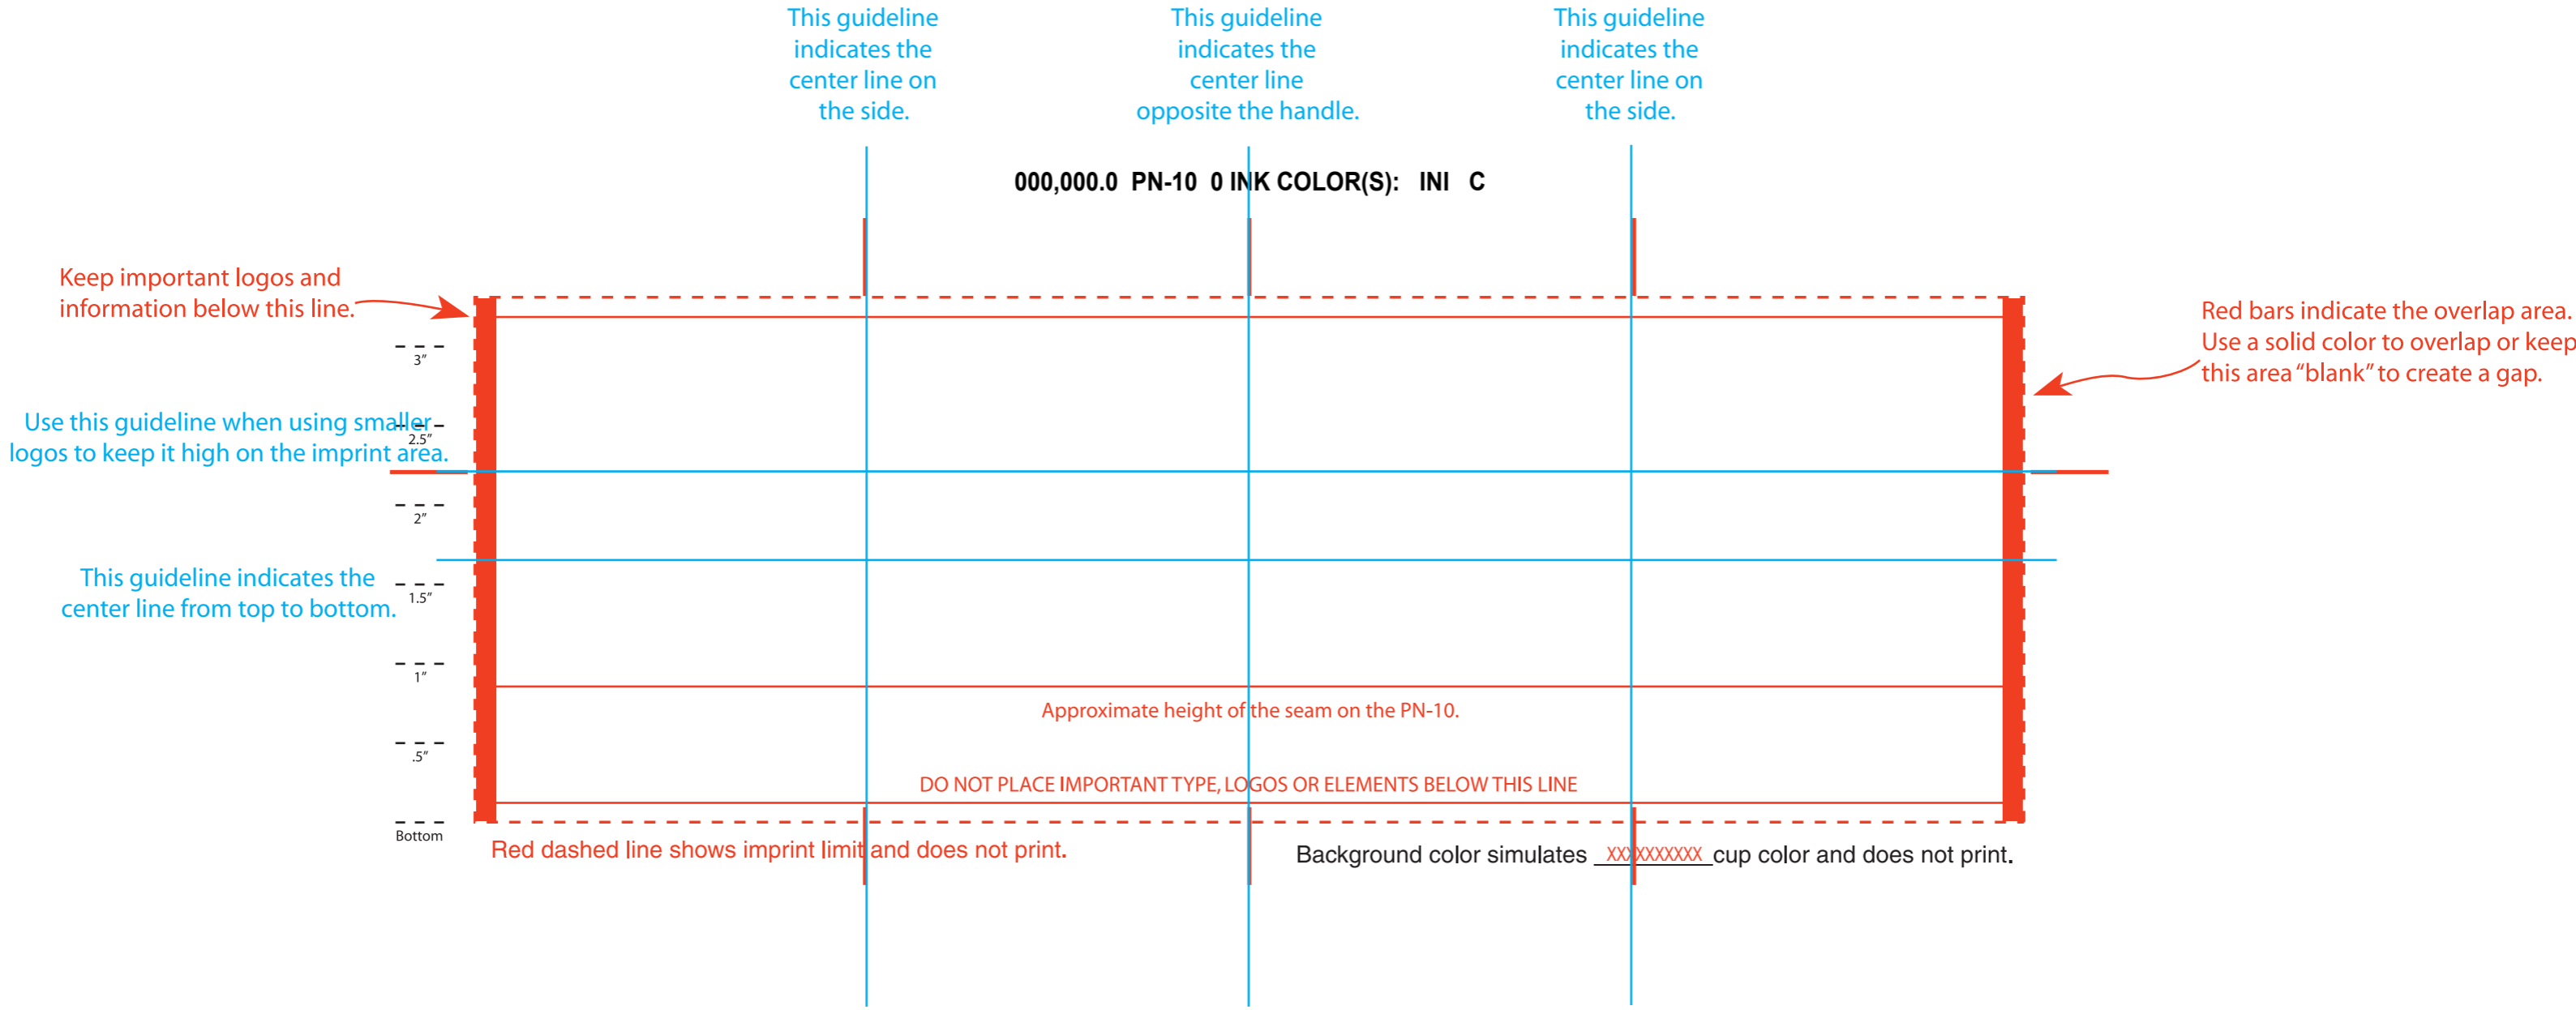 This guideline
indicates the
center line on
the side.
This guideline
indicates the
center line
opposite the handle.
This guideline
indicates the
center line on
the side.
000,000.0 PN-10 0 INK COLOR(S): INI C
Keep important logos and
information below this line.
Red bars indicate the overlap area.
Use a solid color to overlap or keep
this area “blank” to create a gap.
3”
Use this guideline when using smaller
logos to keep it high on the imprint area.
2.5”
2”
This guideline indicates the
center line from top to bottom.
1.5”
1”
Approximate height of the seam on the PN-10.
.5”
DO NOT PLACE IMPORTANT TYPE, LOGOS OR ELEMENTS BELOW THIS LINE
Bottom
Red dashed line shows imprint limit and does not print.
Background color simulates XXXXXXXXXX cup color and does not print.